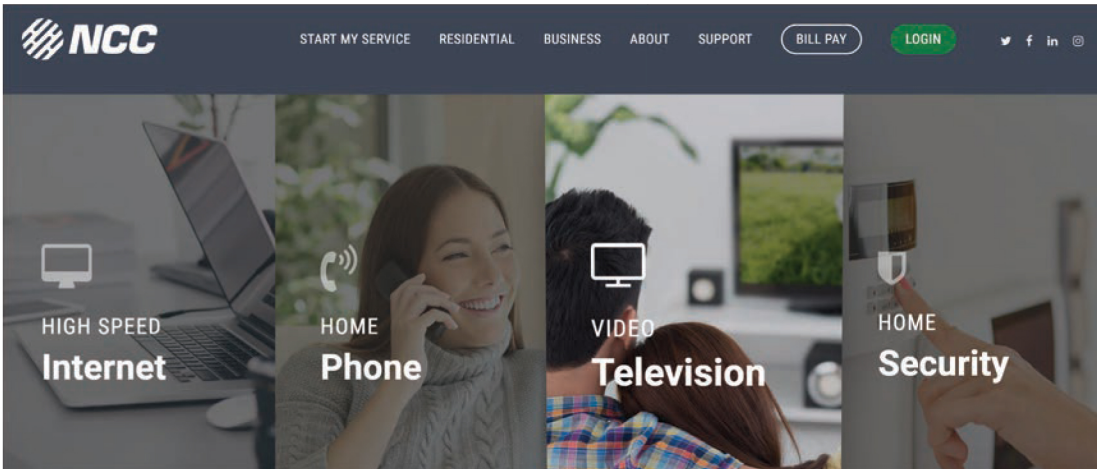 NCC
START MY SERVICE RESIDENTIAL BUSINESS ABOUT SUPPORT BILL PAY LOGIN
HIGH SPEED
Internet
HOME
Phone
VIDEO
Television
HOME
Security